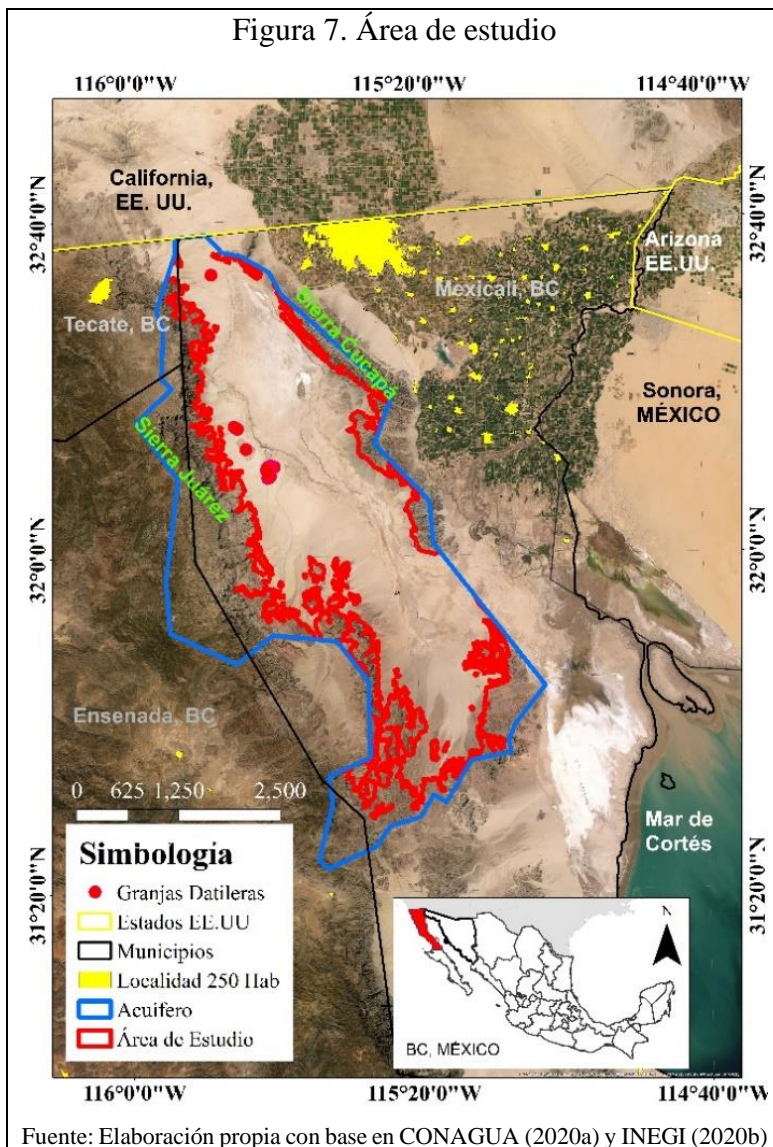 Figura 7. Área de estudio
116°0'0"W 115°20'0"W 114°40'0"W
California,
EE. UU.
32°40'0"N
32°40'0"N
Arizona
EE.UU.
Tecate, BC
Mexicali, BC
Sierra Cucapá
Sonora,
MÉXICO
Sierra Juárez
32°0'0"N
32°0'0"N
Ensenada, BC
0 625 1,250 2,500
Mar de
Cortés
Simbología
Granjas Datileras
Estados EE.UU
Municipios
Localidad 250 Hab
Acuifero
Área de Estudio
31°20'0"N
31°20'0"N
N
BC, MÉXICO
116°0'0"W 115°20'0"W 114°40'0"W
Fuente: Elaboración propia con base en CONAGUA (2020a) y INEGI (2020b)